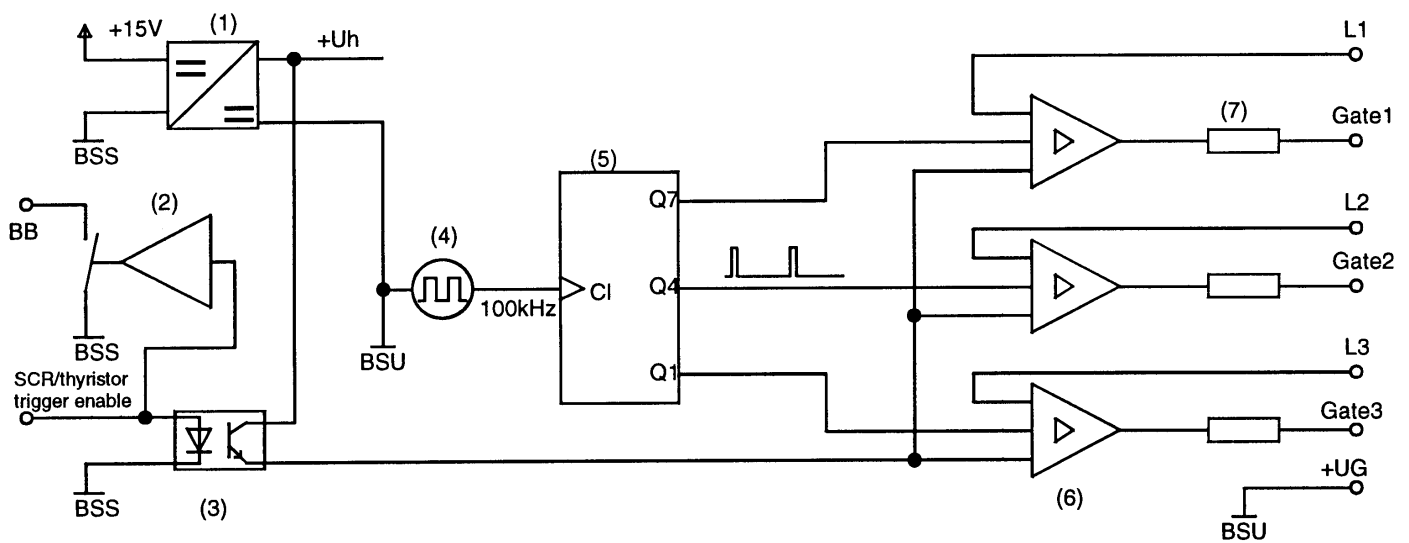 +15V
(1)
+Uh
L1
(7)
Gate1
BSS
(5)
(2)
BB
Q7
L2
(4)
Gate2
100kHz
CI
Q4
BSS
BSU
L3
SCR/thyristor
trigger enable
Q1
Gate3
+UG
BSS
(3)
(6)
BSU